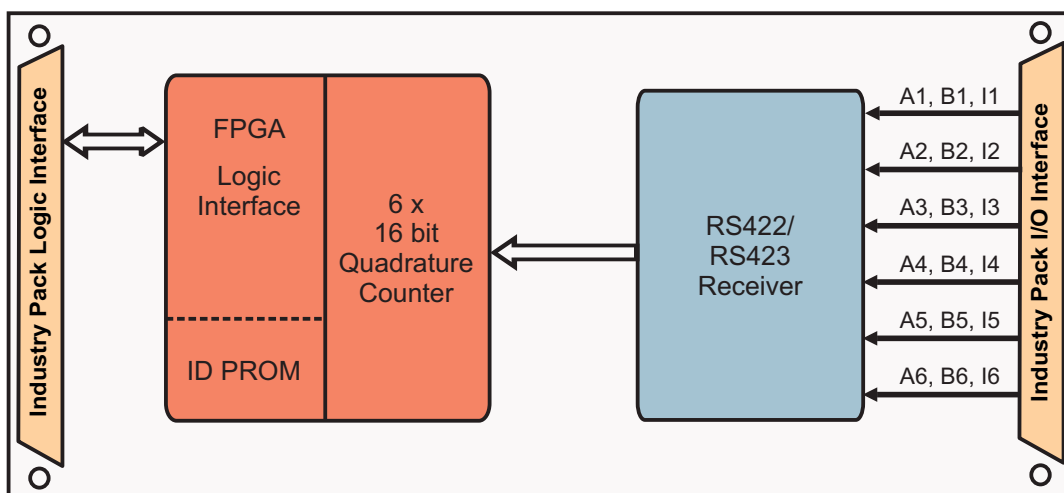 Industry Pack Logic Interface
FPGA
Logic
Interface
ID PROM
6 x
16 bit
Quadrature
Counter
RS422/
RS423
Receiver
A1, B1, I1
A2, B2, I2
A3, B3, I3
A4, B4, I4
A5, B5, I5
A6, B6, I6
Industry Pack I/O Interface